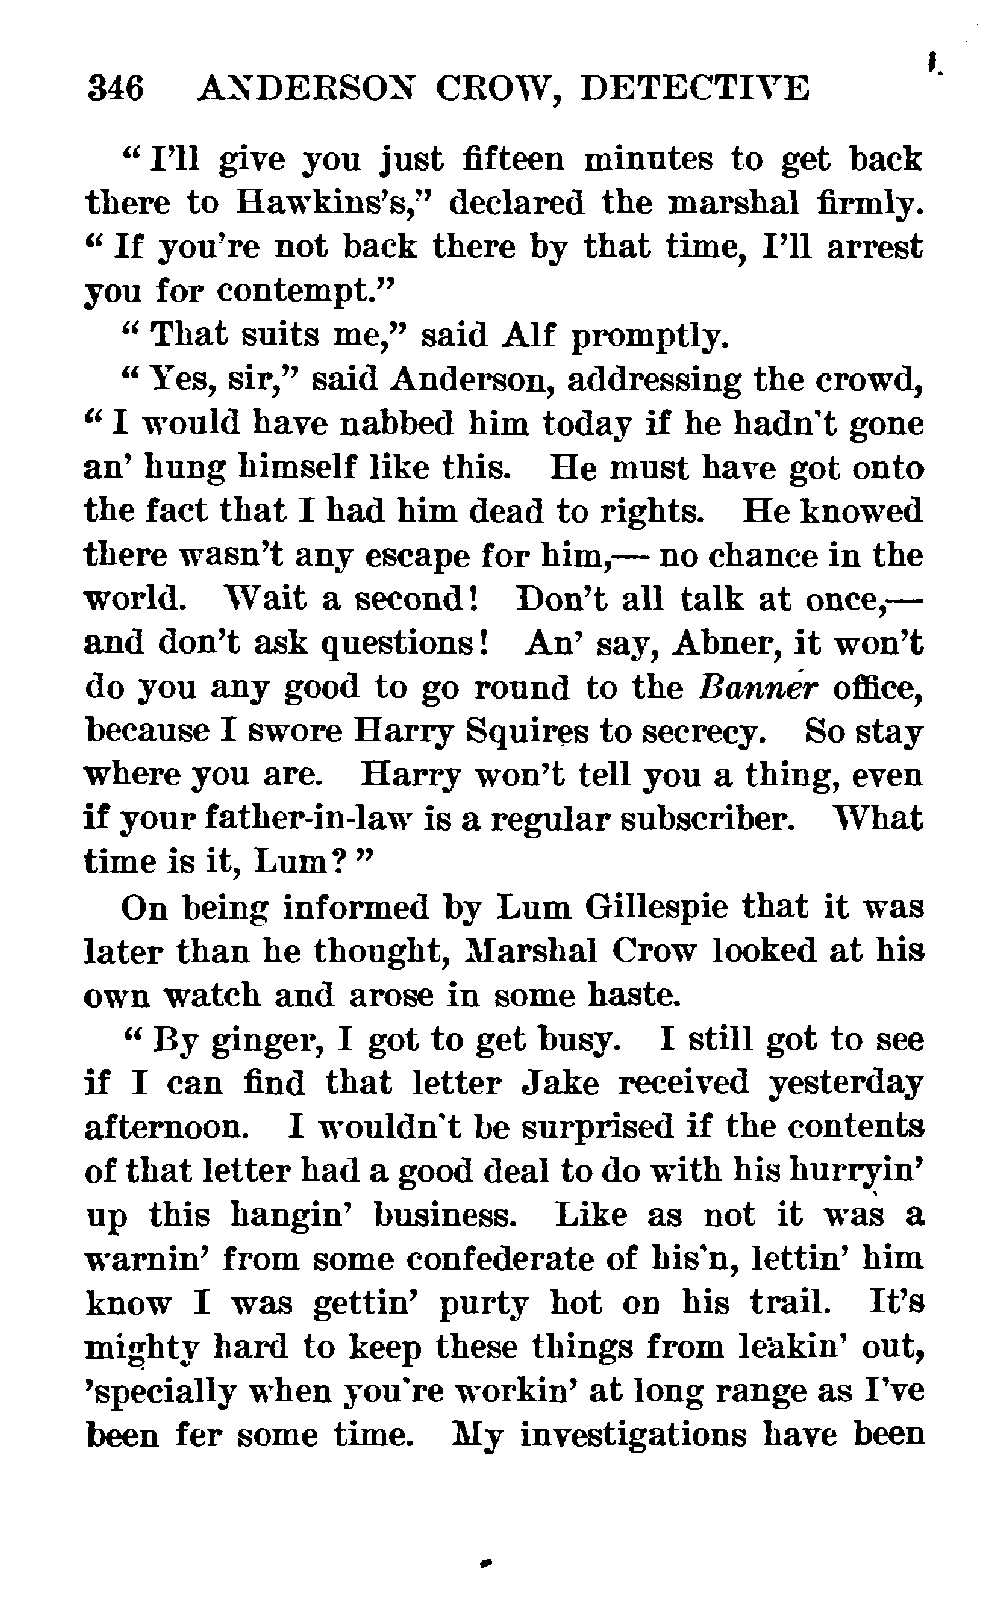 346 ANDERSON CROW, DETECTIVE
" I'll give you just fifteen minutes to get back
there to Hawkins's," declared the marshal firmly.
" If you're not back there by that time, I'll arrest
you for contempt."
" That suits me," said Alf promptly.
" Yes, sir," said Anderson, addressing the crowd,
" I would have nabbed him today if he hadn't gone
an' hung himself like this. He must have got onto
the fact that I had him dead to rights. He knowed
there wasn't any escape for him,— no chance in the
world. Wait a second! Don't all talk at once,—
and don't ask questions! An' say, Abner, it won't
do you any good to go round to the Banner office,
because I swore Harry Squires to secrecy. So stay
where you are. Harry won't tell you a thing, even
if your father-in-law is a regular subscriber. What
time is it, Lum? "
On being informed by Lum Gillespie that it was
later than he thought, Marshal Crow looked at his
own watch and arose in some haste.
" By ginger, I got to get busy. I still got to see
if I can find that letter Jake received yesterday
afternoon. I wouldn't be surprised if the contents
of that letter had a good deal to do with his hurryin'
up this hangin' business. Like as not it was a
warnin' from some confederate of his'n, lettin' him
know I was gettin' purty hot on his trail. It's
mighty hard to keep these things from leakin' out,
'specially when you're workin' at long range as I've
been fer some time. My investigations have been